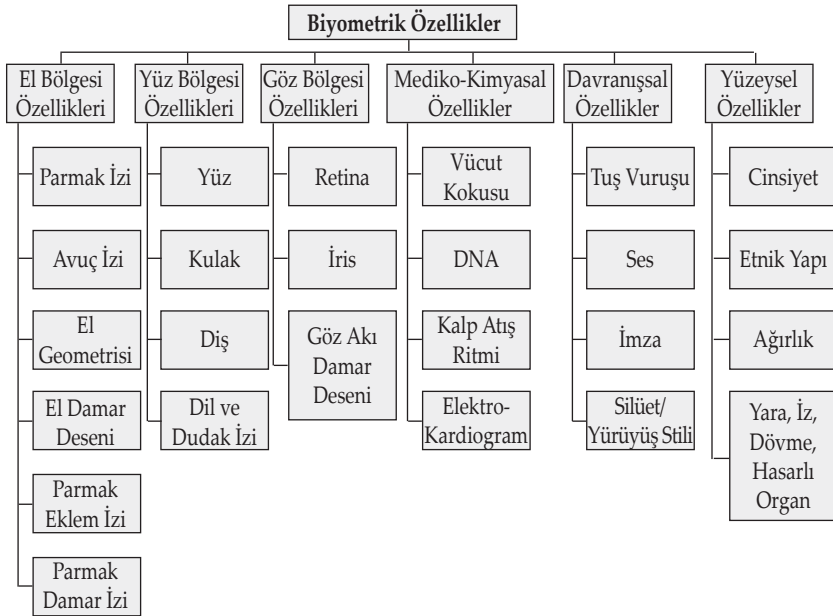 Biyometrik Özellikler
El Bölgesi
Özellikleri
Parmak İzi
Avuç İzi
El
Geometrisi
El Damar
Deseni
Parmak
Eklem İzi
Parmak
Damar İzi
Yüz Bölgesi
Özellikleri
Yüz
Kulak
Diş
Dil ve
Dudak İzi
Göz Bölgesi
Özellikleri
Retina
İris
Göz Akı
Damar
Deseni
Mediko-Kimyasal
Özellikler
Vücut
Kokusu
DNA
Kalp Atış
Ritmi
Elektro-
Kardiogram
Davranışsal
Özellikler
Tuş Vuruşu
Ses
İmza
Silüet/
Yürüyüş Stili
Yüzeysel
Özellikler
Cinsiyet
Etnik Yapı
Ağırlık
Yara, İz,
Dövme,
Hasarlı
Organ